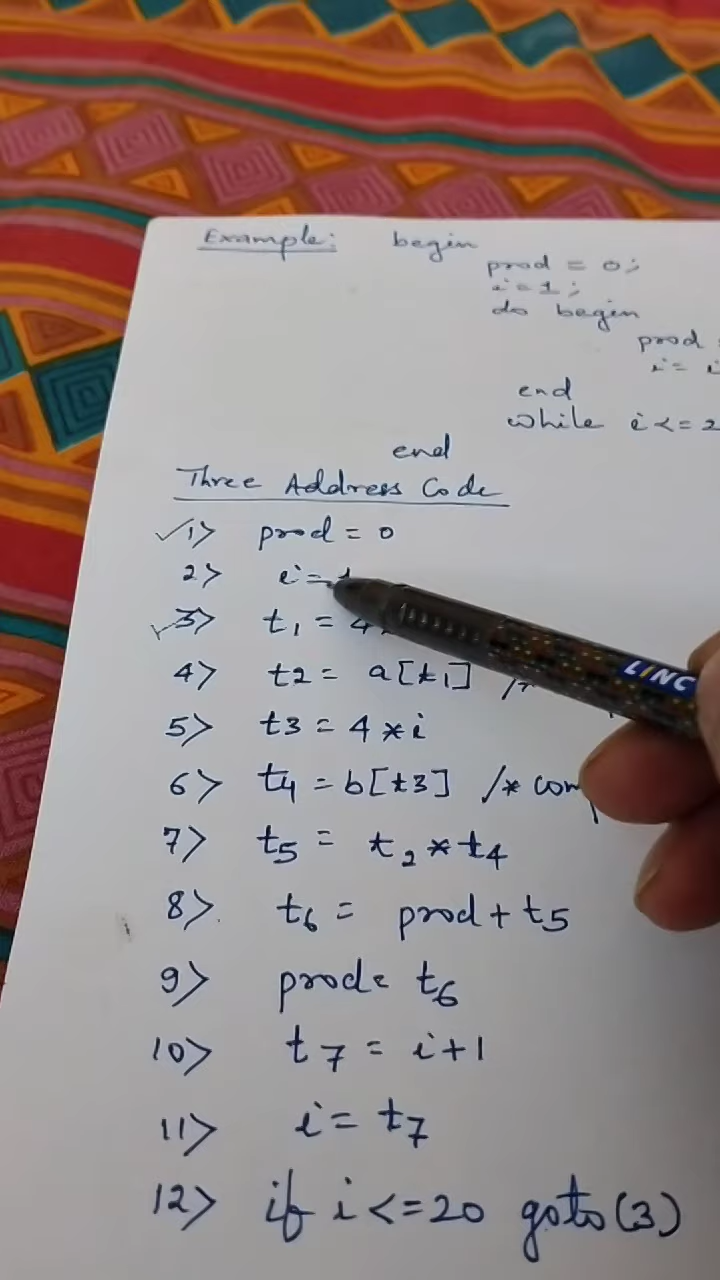 Example: begin
prod = 0;
i = 1;
do begin
prod
i = i
end
while i <= 2
end
Three Address Code
✓1> prod = 0
2> i =
✓3> t1 = 4
4> t2 = a[t1] /*
5> t3 = 4 * i
6> t4 = b[t3] /* comp
7> t5 = t2 * t4
8> t6 = prod + t5
9> prod = t6
10> t7 = i + 1
11> i = t7
12> if i <= 20 goto (3)
LINC